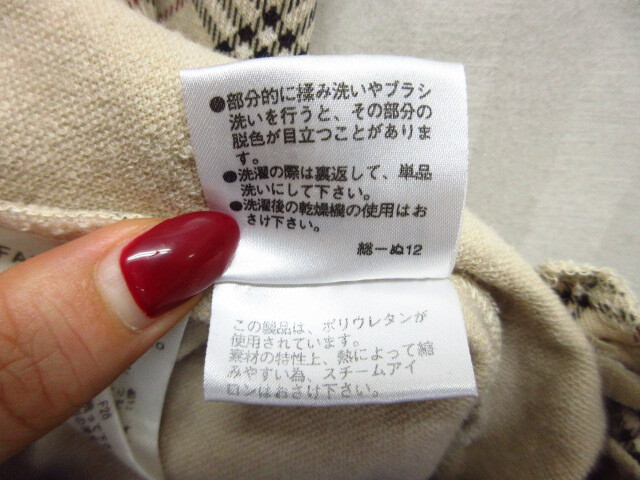 ●部分的に揉み洗いやブラシ
洗いを行うと、その部分の
脱色が目立つことがありま
す。
●洗濯の際は裏返して、単品
洗いにして下さい。
●洗濯後の乾燥機の使用はお
さけ下さい。
総一ぬ12
この製品は、ポリウレタンが
使用されています。
素材の特性上、熱によって縮
みやすい為、スチームアイ
ロンはおさけ下さい。
F26